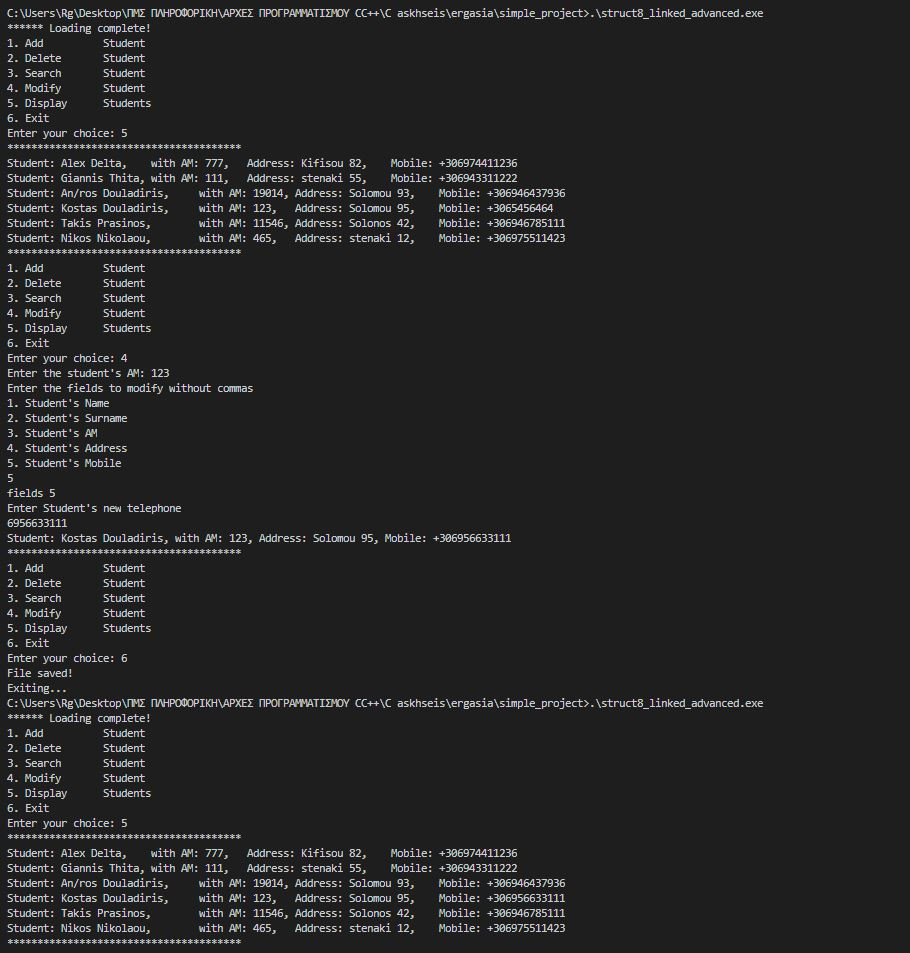 C:\Users\Rg\Desktop\ΠΜΣ ΠΛΗΡΟΦΟΡΙΚΗ\ΑΡΧΕΣ ΠΡΟΓΡΑΜΜΑΤΙΣΜΟΥ CC++\C askhseis\ergasia\simple_project>.\struct8_linked_advanced.exe
****** Loading complete!
1. Add          Student
2. Delete       Student
3. Search       Student
4. Modify       Student
5. Display      Students
6. Exit
Enter your choice: 5
***************************************
Student: Alex Delta,    with AM: 777,   Address: Kifisou 82,    Mobile: +306974411236
Student: Giannis Thita, with AM: 111,   Address: stenaki 55,    Mobile: +306943311222
Student: An/ros Douladiris,     with AM: 19014, Address: Solomou 93,    Mobile: +306946437936
Student: Kostas Douladiris,     with AM: 123,   Address: Solomou 95,    Mobile: +3065456464
Student: Takis Prasinos,        with AM: 11546, Address: Solonos 42,    Mobile: +306946785111
Student: Nikos Nikolaou,        with AM: 465,   Address: stenaki 12,    Mobile: +306975511423
***************************************
1. Add          Student
2. Delete       Student
3. Search       Student
4. Modify       Student
5. Display      Students
6. Exit
Enter your choice: 4
Enter the student's AM: 123
Enter the fields to modify without commas
1. Student's Name
2. Student's Surname
3. Student's AM
4. Student's Address
5. Student's Mobile
5
fields 5
Enter Student's new telephone
6956633111
Student: Kostas Douladiris, with AM: 123, Address: Solomou 95, Mobile: +306956633111
***************************************
1. Add          Student
2. Delete       Student
3. Search       Student
4. Modify       Student
5. Display      Students
6. Exit
Enter your choice: 6
File saved!
Exiting...
C:\Users\Rg\Desktop\ΠΜΣ ΠΛΗΡΟΦΟΡΙΚΗ\ΑΡΧΕΣ ΠΡΟΓΡΑΜΜΑΤΙΣΜΟΥ CC++\C askhseis\ergasia\simple_project>.\struct8_linked_advanced.exe
****** Loading complete!
1. Add          Student
2. Delete       Student
3. Search       Student
4. Modify       Student
5. Display      Students
6. Exit
Enter your choice: 5
***************************************
Student: Alex Delta,    with AM: 777,   Address: Kifisou 82,    Mobile: +306974411236
Student: Giannis Thita, with AM: 111,   Address: stenaki 55,    Mobile: +306943311222
Student: An/ros Douladiris,     with AM: 19014, Address: Solomou 93,    Mobile: +306946437936
Student: Kostas Douladiris,     with AM: 123,   Address: Solomou 95,    Mobile: +306956633111
Student: Takis Prasinos,        with AM: 11546, Address: Solonos 42,    Mobile: +306946785111
Student: Nikos Nikolaou,        with AM: 465,   Address: stenaki 12,    Mobile: +306975511423
***************************************